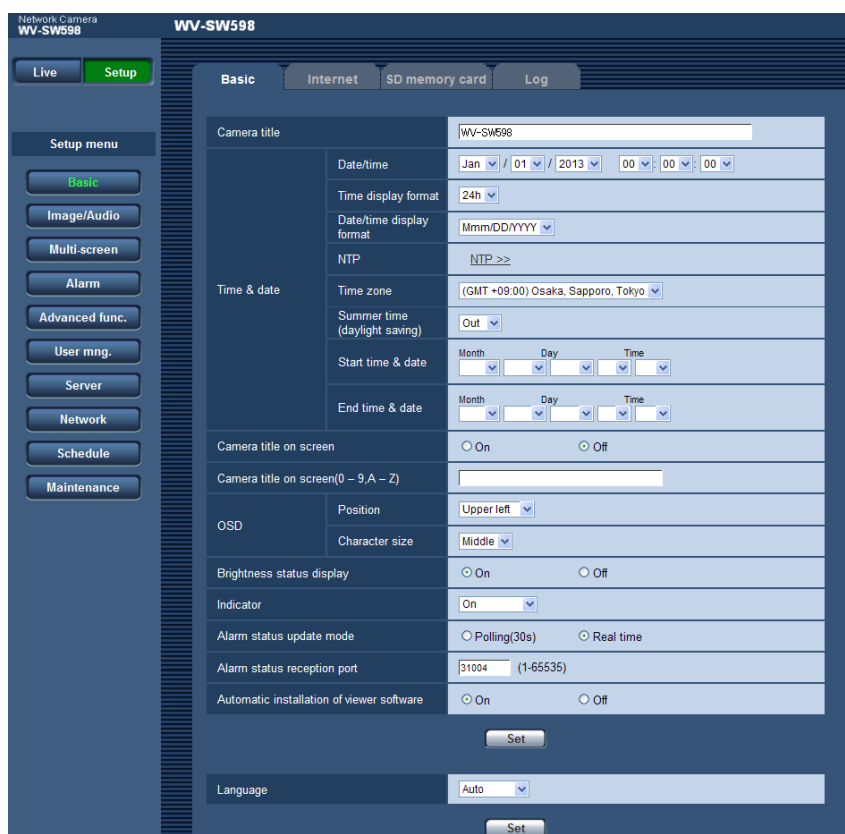 Network Camera
WV-SW598
WV-SW598
Live Setup
Basic Internet SD memory card Log
Setup menu
Basic
Image/Audio
Multi-screen
Alarm
Advanced func.
User mng.
Server
Network
Schedule
Maintenance
Camera title WV-SW598
Time & date
Date/time Jan / 01 / 2013 00 : 00 : 00
Time display format 24h
Date/time display
format Mmm/DD/YYYY
NTP NTP >>
Time zone (GMT +09:00) Osaka, Sapporo, Tokyo
Summer time
(daylight saving) Out
Start time & date Month Day Time
End time & date Month Day Time
Camera title on screen On Off
Camera title on screen(0 – 9,A – Z)
OSD
Position Upper left
Character size Middle
Brightness status display On Off
Indicator On
Alarm status update mode Polling(30s) Real time
Alarm status reception port 31004 (1-65535)
Automatic installation of viewer software On Off
Set
Language Auto
Set